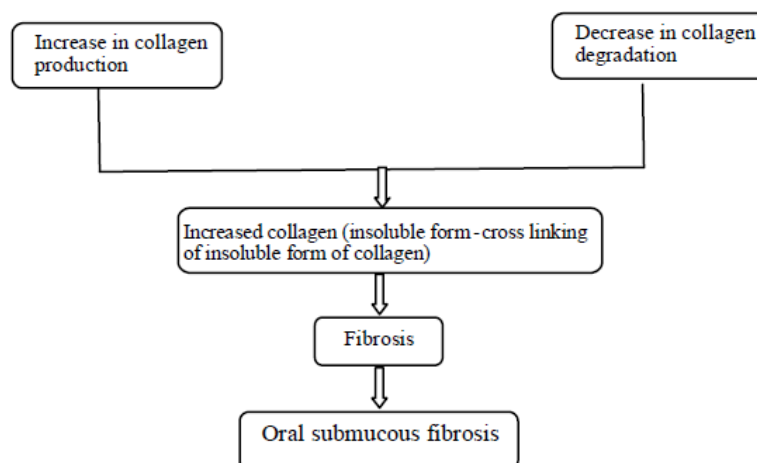 Increase in collagen
production
Decrease in collagen
degradation
Increased collagen (insoluble form-cross linking
of insoluble form of collagen)
Fibrosis
Oral submucous fibrosis